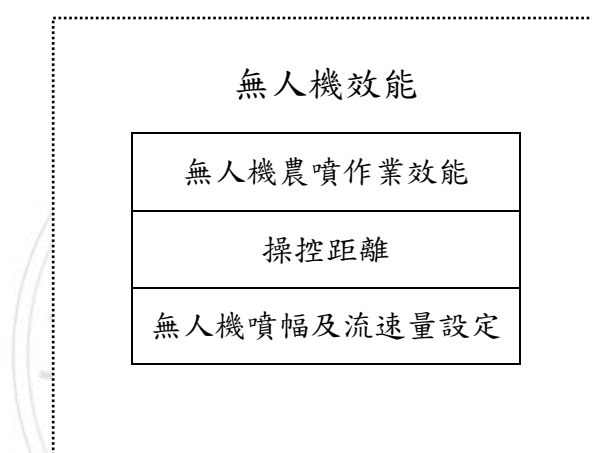 無人機效能
無人機農噴作業效能
操控距離
無人機噴幅及流速量設定